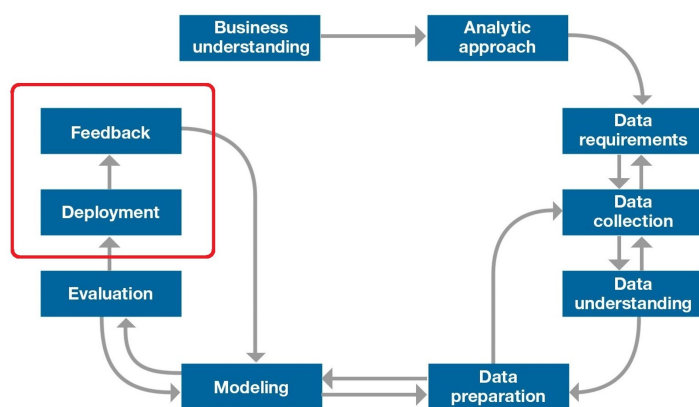 Business
understanding
Analytic
approach
Feedback
Data
requirements
Deployment
Data
collection
Evaluation
Data
understanding
Modeling
Data
preparation